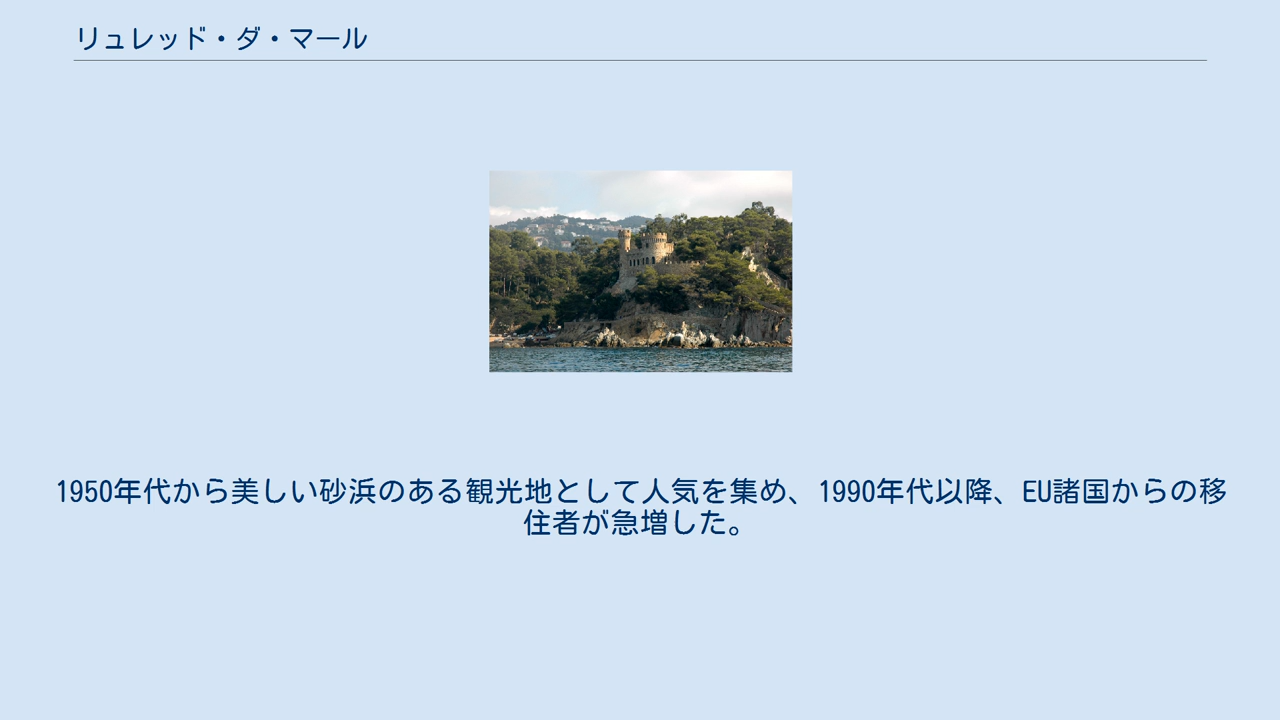 リュレッド・ダ・マール
1950年代から美しい砂浜のある観光地として人気を集め、1990年代以降、EU諸国からの移
住者が急増した。